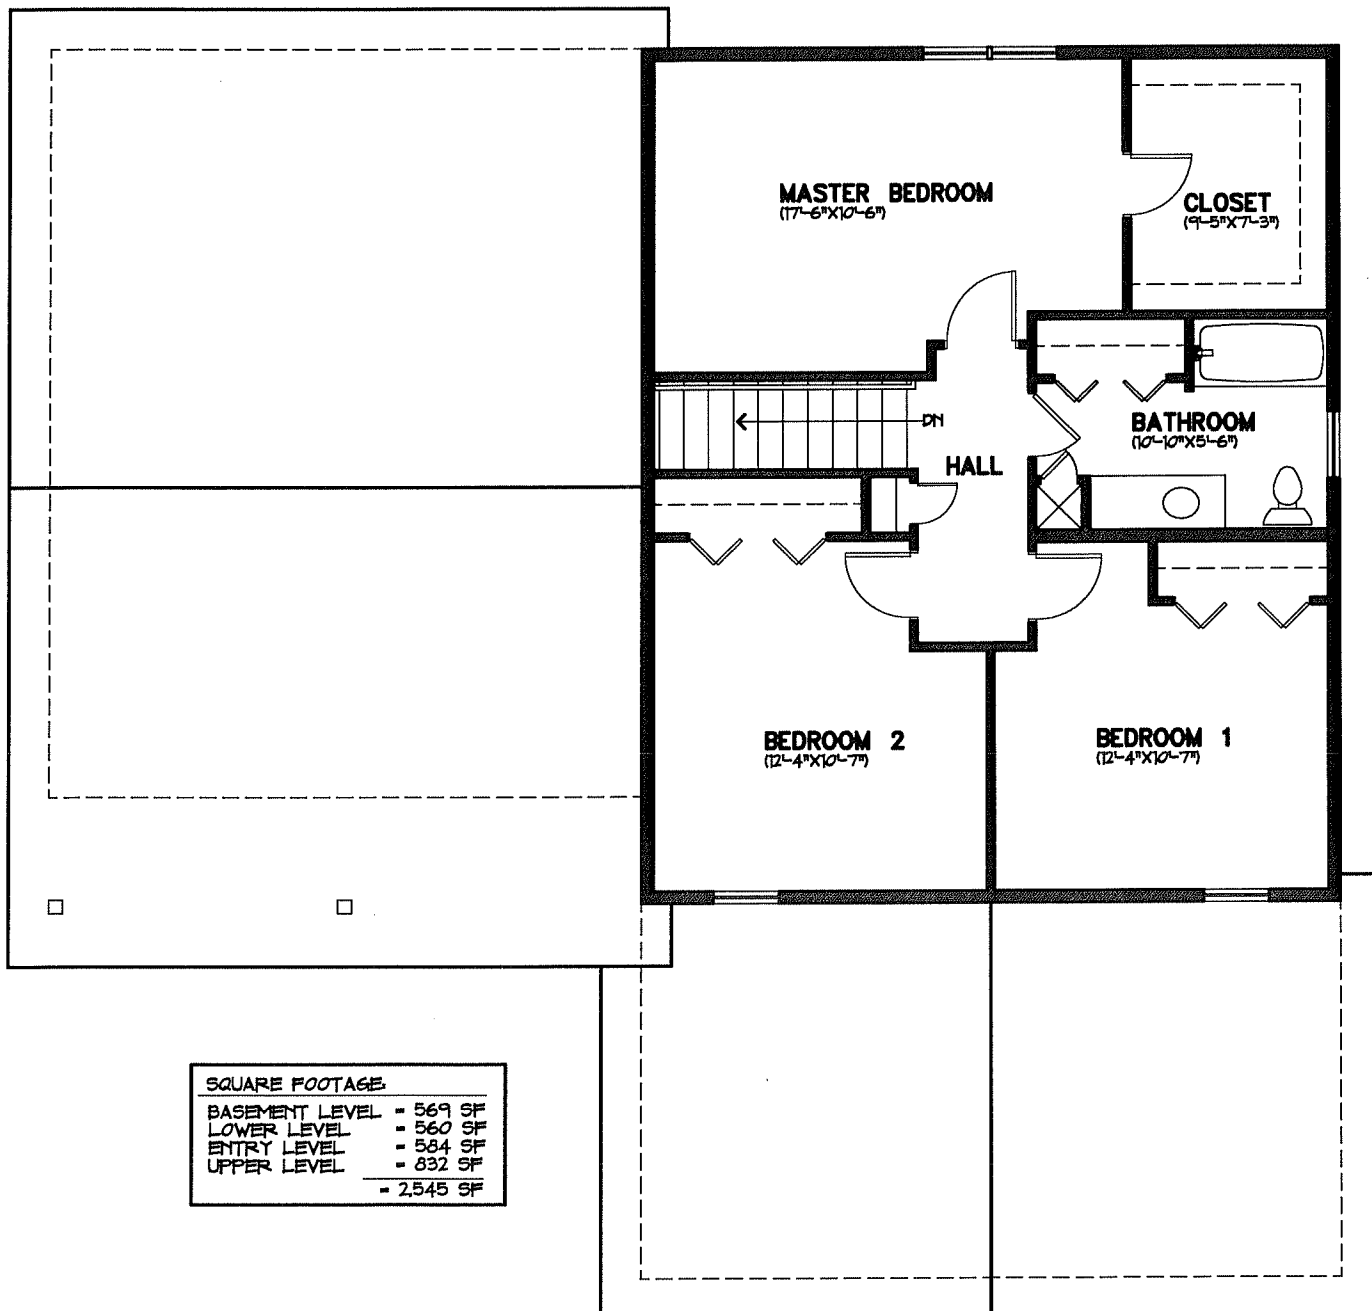 MASTER BEDROOM
(17'-6"X10'-6")
CLOSET
(9'-5"X7'-3")
BATHROOM
(10'-10"X5'-6")
DN
HALL
BEDROOM 2
(12'-4"X10'-7")
BEDROOM 1
(12'-4"X10'-7")
SQUARE FOOTAGE:
BASEMENT LEVEL = 569 SF
LOWER LEVEL = 560 SF
ENTRY LEVEL = 584 SF
UPPER LEVEL = 832 SF
= 2,545 SF